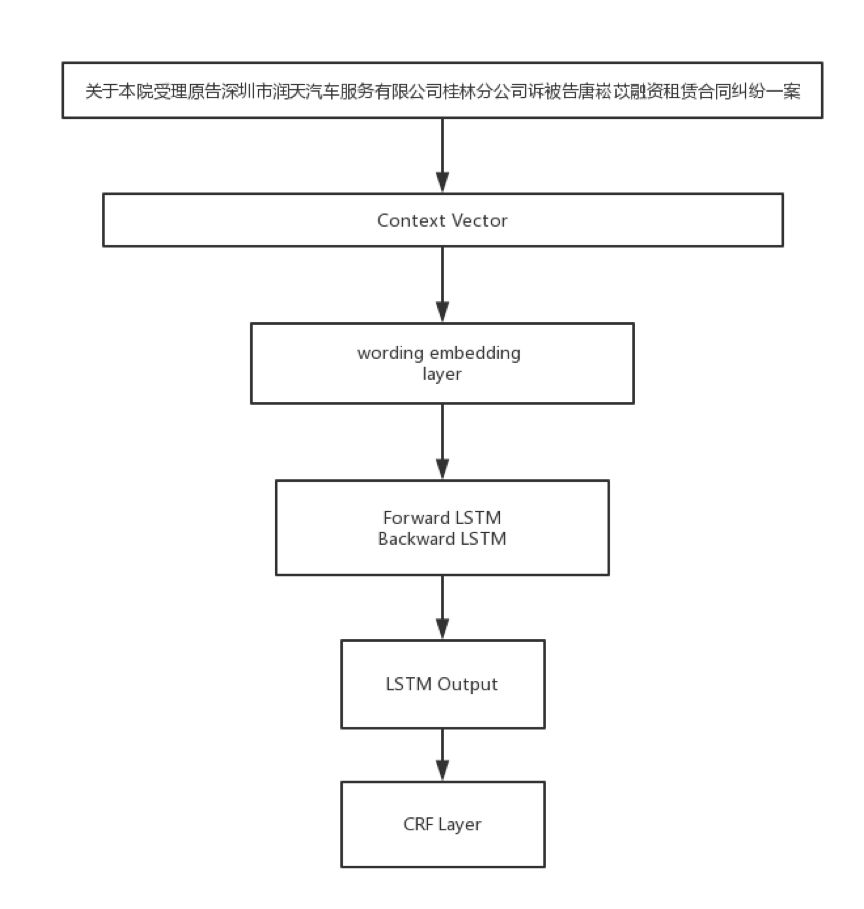 关于本院受理原告深圳市润天汽车服务有限公司桂林分公司诉被告唐崧苡融资租赁合同纠纷一案
Context Vector
wording embedding
layer
Forward LSTM
Backward LSTM
LSTM Output
CRF Layer